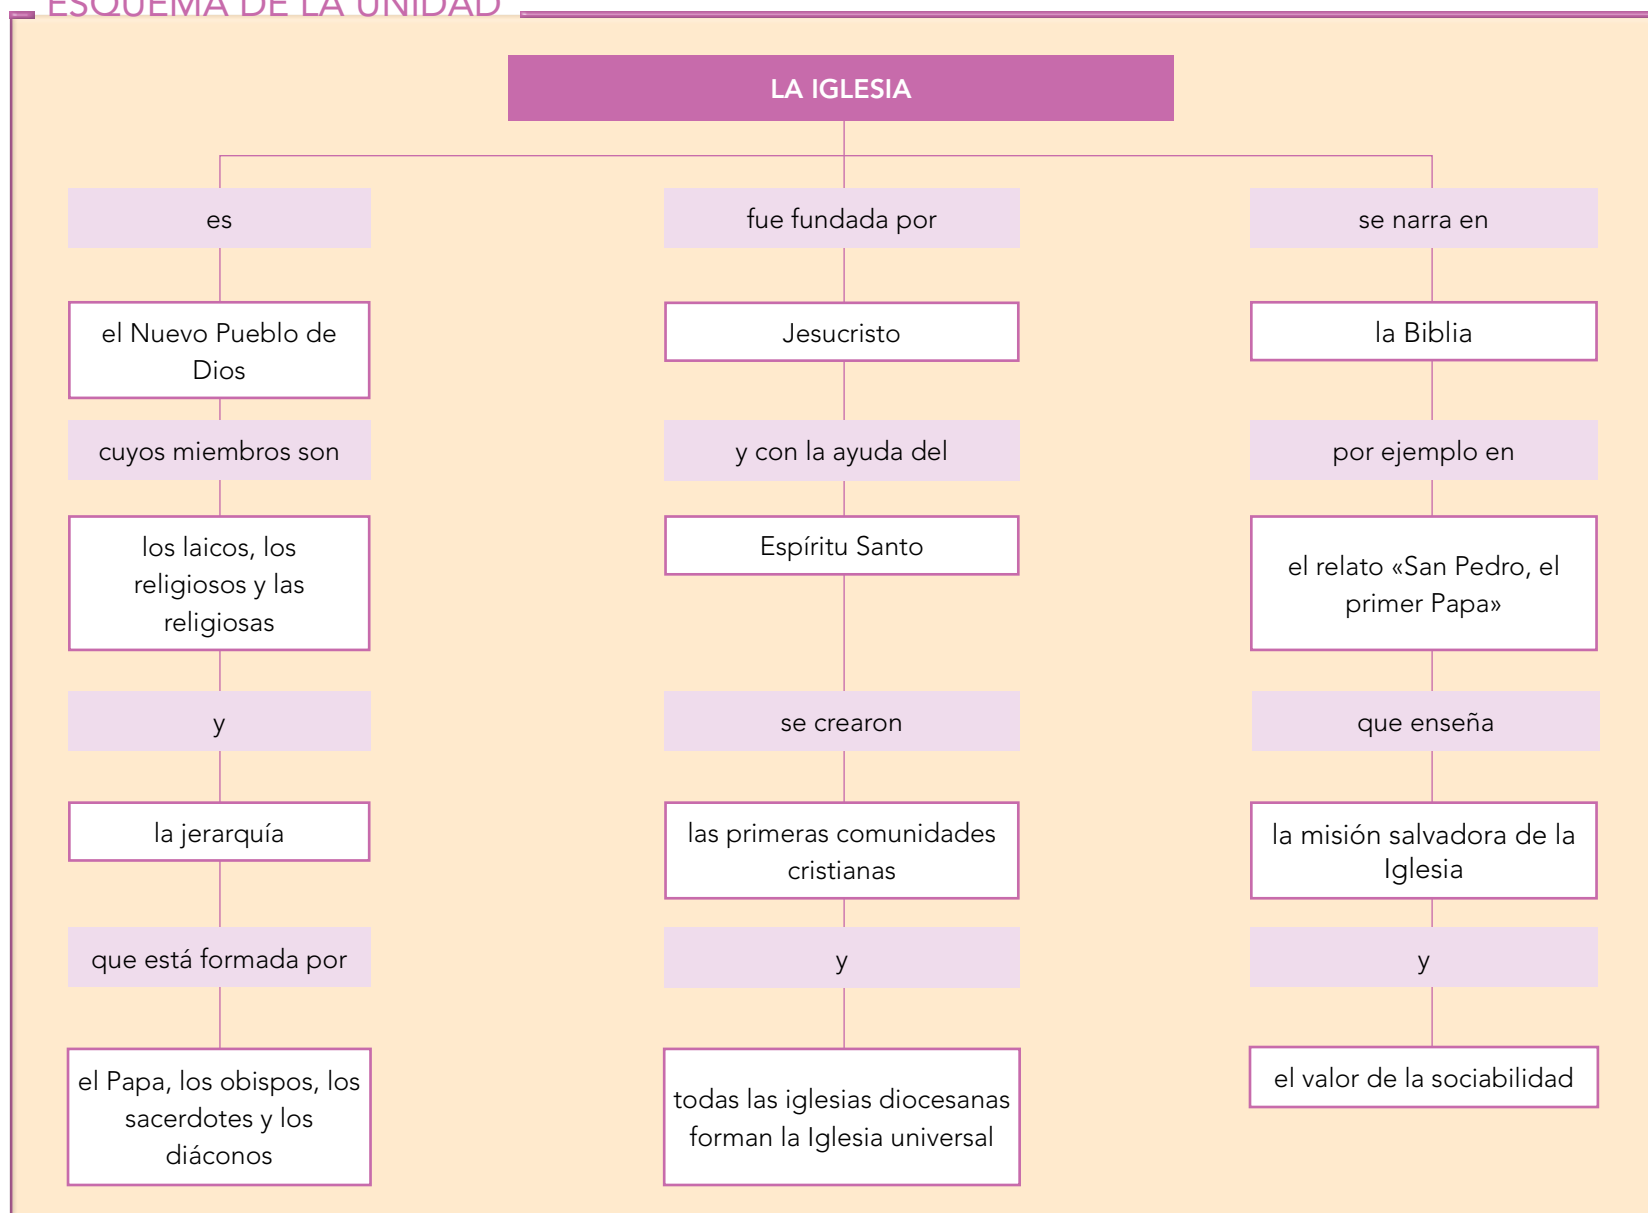 ESQUEMA DE LA UNIDAD
LA IGLESIA
es
el Nuevo Pueblo de
Dios
cuyos miembros son
los laicos, los
religiosos y las
religiosas
y
la jerarquía
que está formada por
el Papa, los obispos, los
sacerdotes y los
diáconos
fue fundada por
Jesucristo
y con la ayuda del
Espíritu Santo
se crearon
las primeras comunidades
cristianas
y
todas las iglesias diocesanas
forman la Iglesia universal
se narra en
la Biblia
por ejemplo en
el relato «San Pedro, el
primer Papa»
que enseña
la misión salvadora de la
Iglesia
y
el valor de la sociabilidad